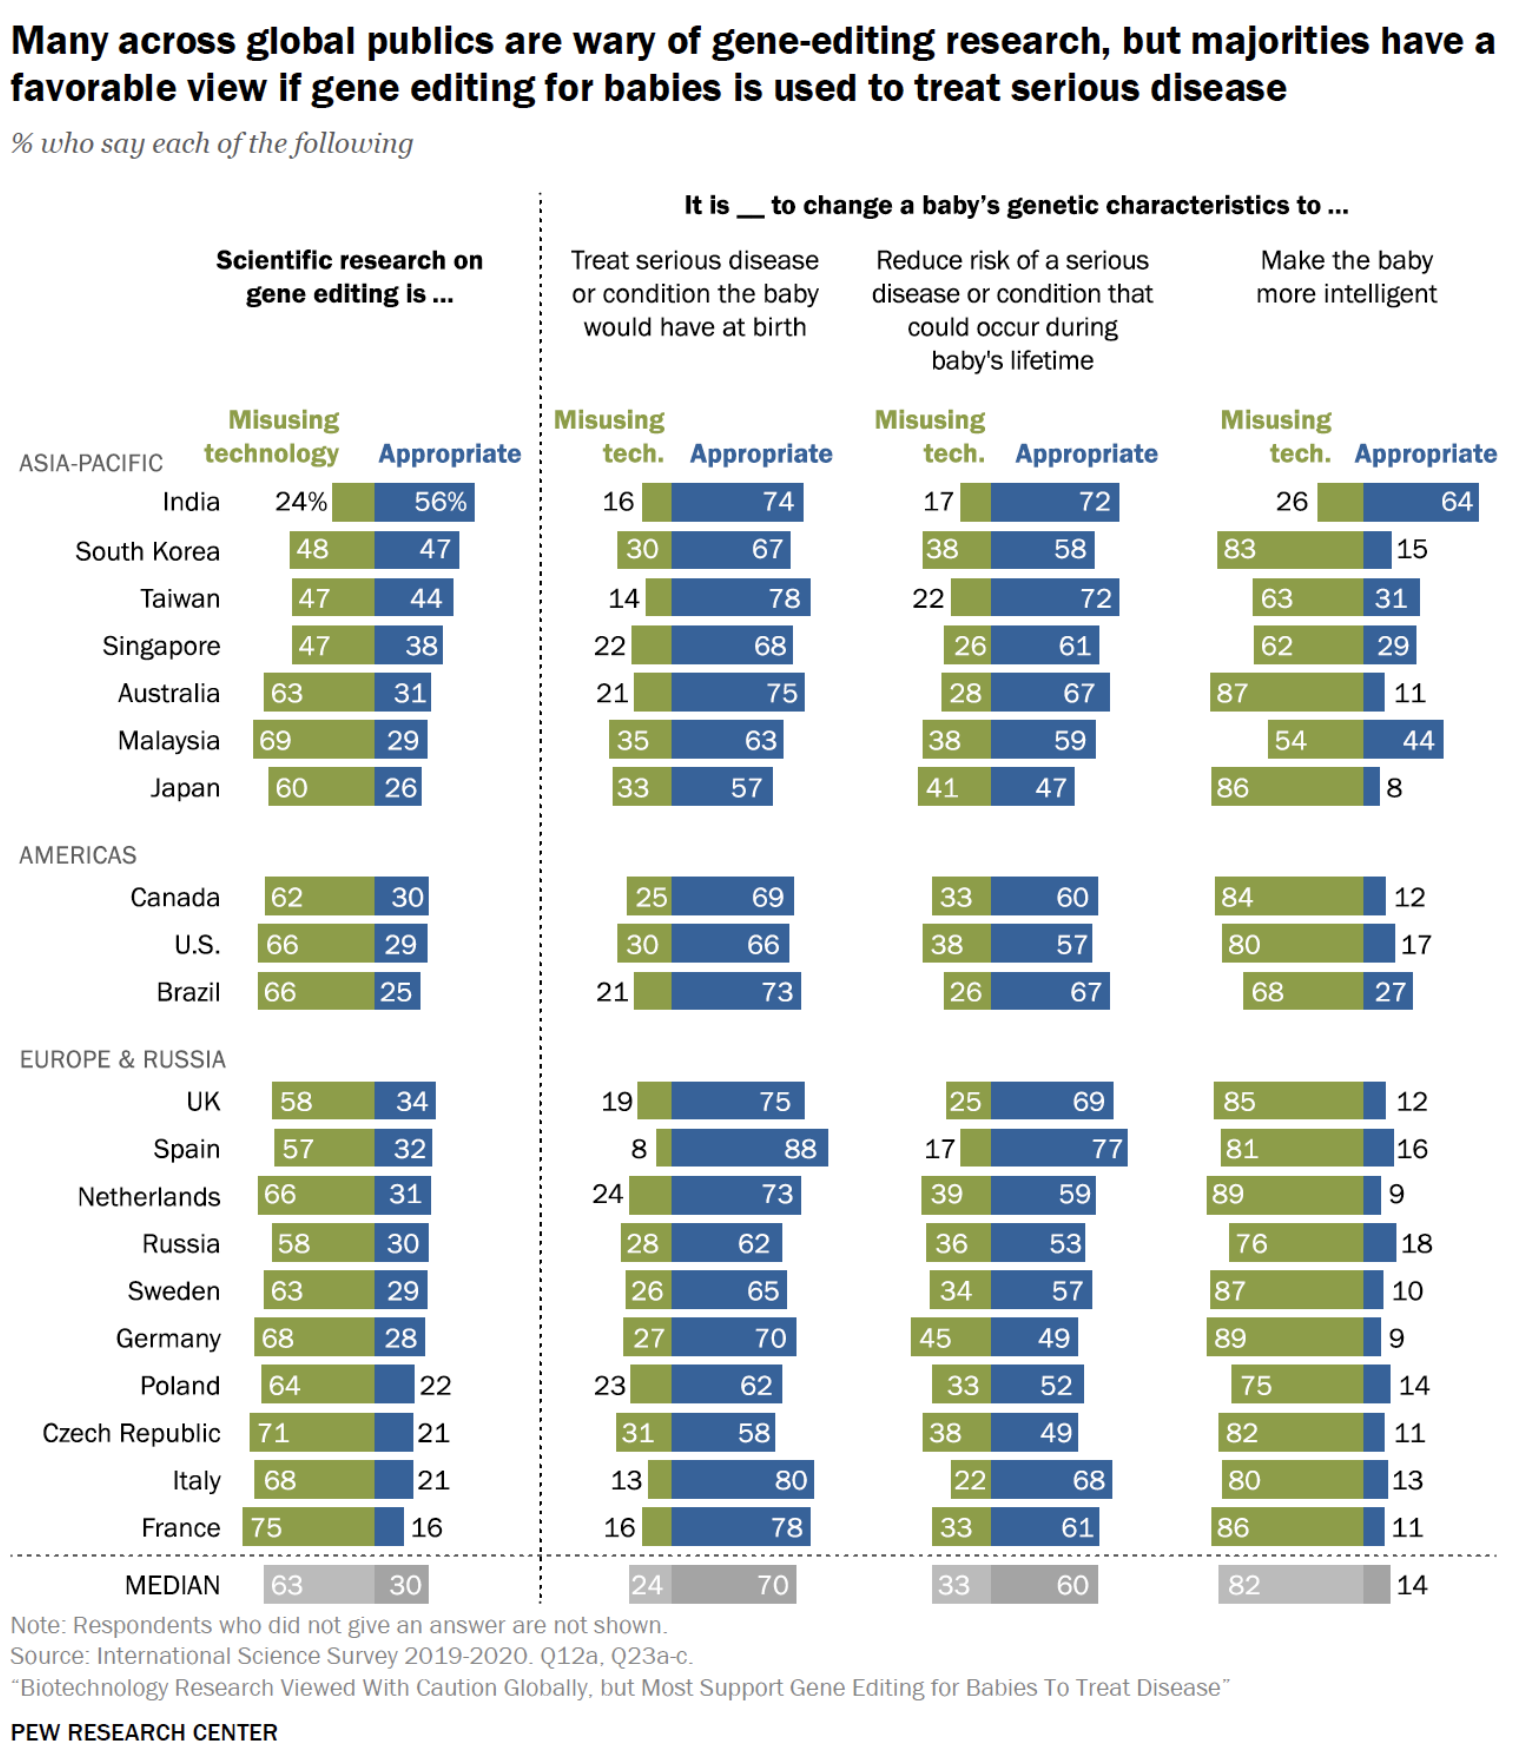 Many across global publics are wary of gene-editing research, but majorities have a
favorable view if gene editing for babies is used to treat serious disease
% who say each of the following
It is __ to change a baby's genetic characteristics to ...
Scientific research on
gene editing is ...
Treat serious disease
or condition the baby
would have at birth
Reduce risk of a serious
disease or condition that
could occur during
baby's lifetime
Make the baby
more intelligent
Misusing
technology Appropriate
Misusing
tech. Appropriate
Misusing
tech. Appropriate
Misusing
tech. Appropriate
ASIA-PACIFIC
India 24% 56% 16 74 17 72 26 64
South Korea 48 47 30 67 38 58 83 15
Taiwan 47 44 14 78 22 72 63 31
Singapore 47 38 22 68 26 61 62 29
Australia 63 31 21 75 28 67 87 11
Malaysia 69 29 35 63 38 59 54 44
Japan 60 26 33 57 41 47 86 8
AMERICAS
Canada 62 30 25 69 33 60 84 12
U.S. 66 29 30 66 38 57 80 17
Brazil 66 25 21 73 26 67 68 27
EUROPE & RUSSIA
UK 58 34 19 75 25 69 85 12
Spain 57 32 8 88 17 77 81 16
Netherlands 66 31 24 73 39 59 89 9
Russia 58 30 28 62 36 53 76 18
Sweden 63 29 26 65 34 57 87 10
Germany 68 28 27 70 45 49 89 9
Poland 64 22 23 62 33 52 75 14
Czech Republic 71 21 31 58 38 49 82 11
Italy 68 21 13 80 22 68 80 13
France 75 16 16 78 33 61 86 11
MEDIAN 63 30 24 70 33 60 82 14
Note: Respondents who did not give an answer are not shown.
Source: International Science Survey 2019-2020. Q12a, Q23a-c.
"Biotechnology Research Viewed With Caution Globally, but Most Support Gene Editing for Babies To Treat Disease"
PEW RESEARCH CENTER